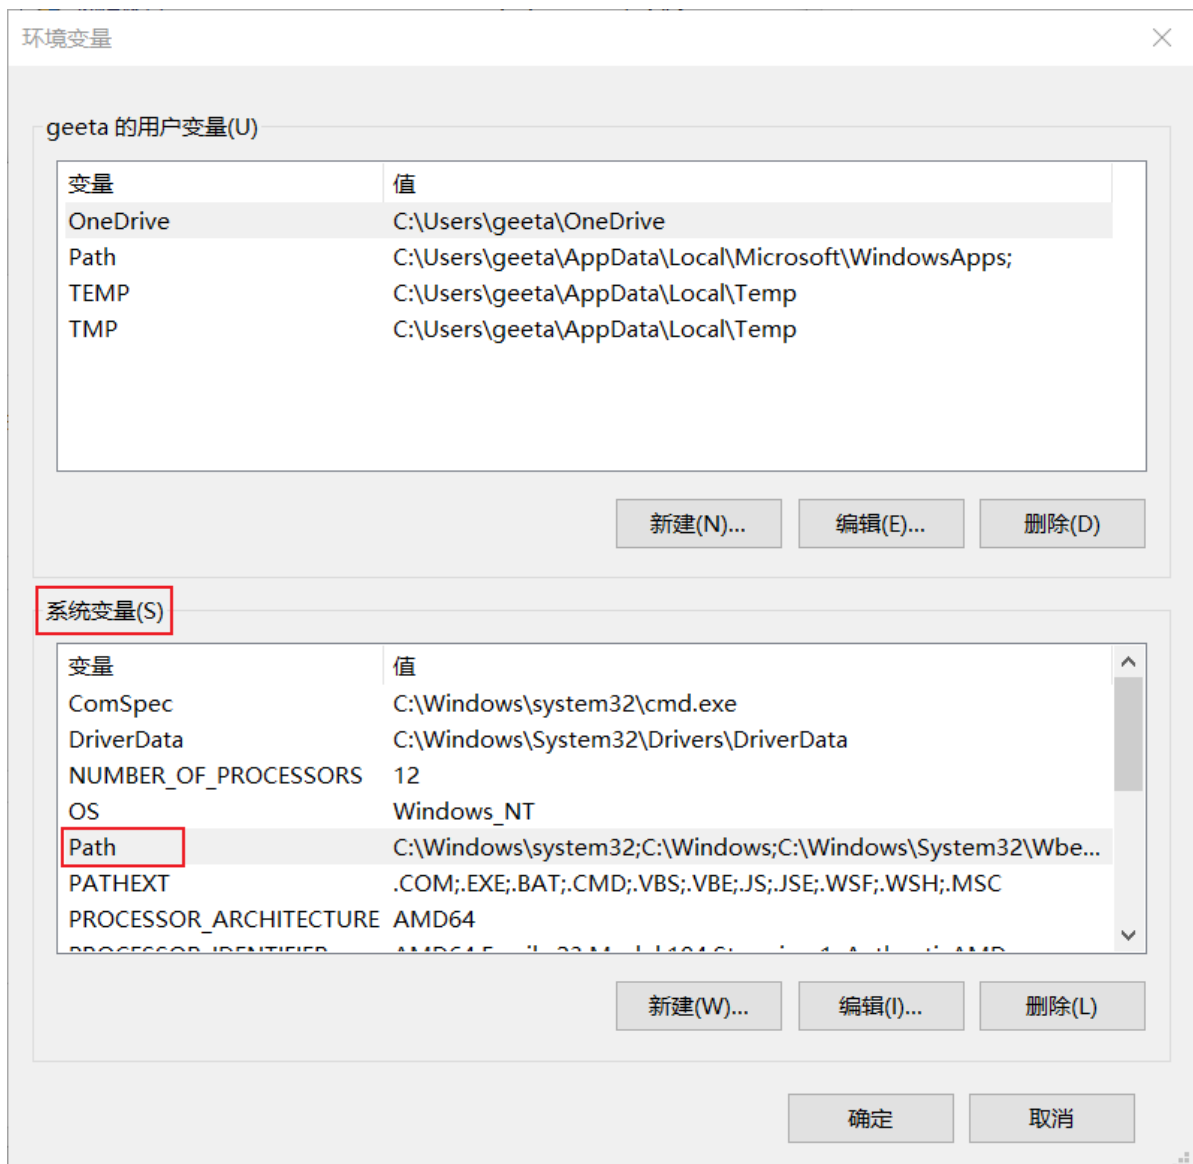 环境变量
geeta 的用户变量(U)
变量 值
OneDrive C:\Users\geeta\OneDrive
Path C:\Users\geeta\AppData\Local\Microsoft\WindowsApps;
TEMP C:\Users\geeta\AppData\Local\Temp
TMP C:\Users\geeta\AppData\Local\Temp
新建(N)... 编辑(E)... 删除(D)
系统变量(S)
变量 值
ComSpec C:\Windows\system32\cmd.exe
DriverData C:\Windows\System32\Drivers\DriverData
NUMBER_OF_PROCESSORS 12
OS Windows_NT
Path C:\Windows\system32;C:\Windows;C:\Windows\System32\Wbe...
PATHEXT .COM;.EXE;.BAT;.CMD;.VBS;.VBE;.JS;.JSE;.WSF;.WSH;.MSC
PROCESSOR_ARCHITECTURE AMD64
新建(W)... 编辑(I)... 删除(L)
确定 取消